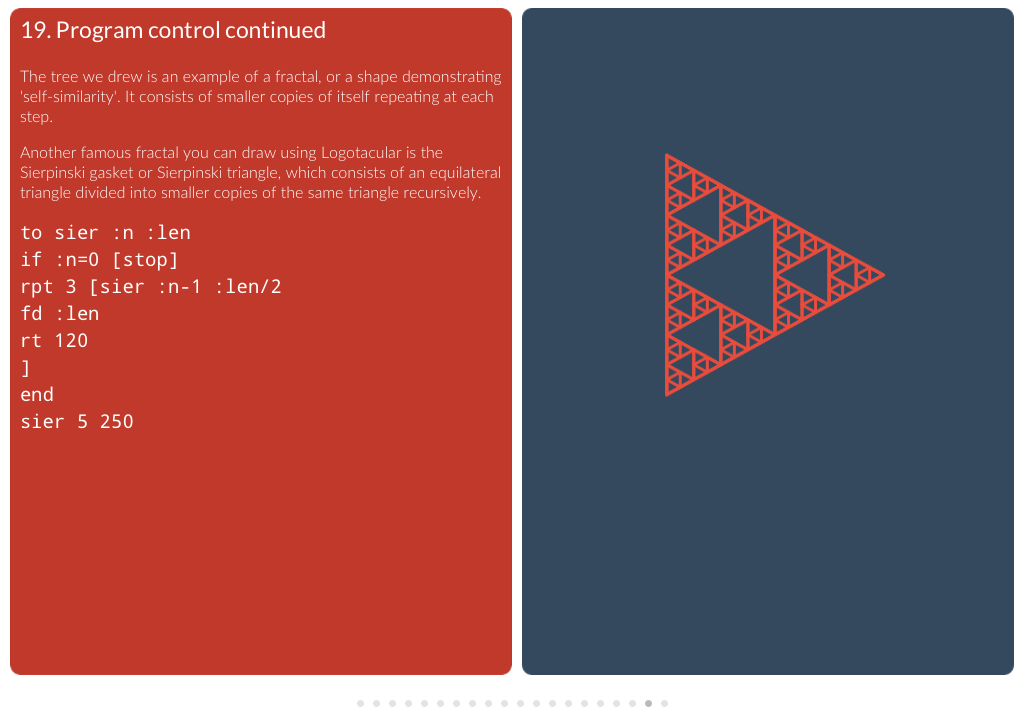 19. Program control continued
The tree we drew is an example of a fractal, or a shape demonstrating
'self-similarity'. It consists of smaller copies of itself repeating at each
step.
Another famous fractal you can draw using Logotacular is the
Sierpinski gasket or Sierpinski triangle, which consists of an equilateral
triangle divided into smaller copies of the same triangle recursively.
to sier :n :len
if :n=0 [stop]
rpt 3 [sier :n-1 :len/2
fd :len
rt 120
]
end
sier 5 250